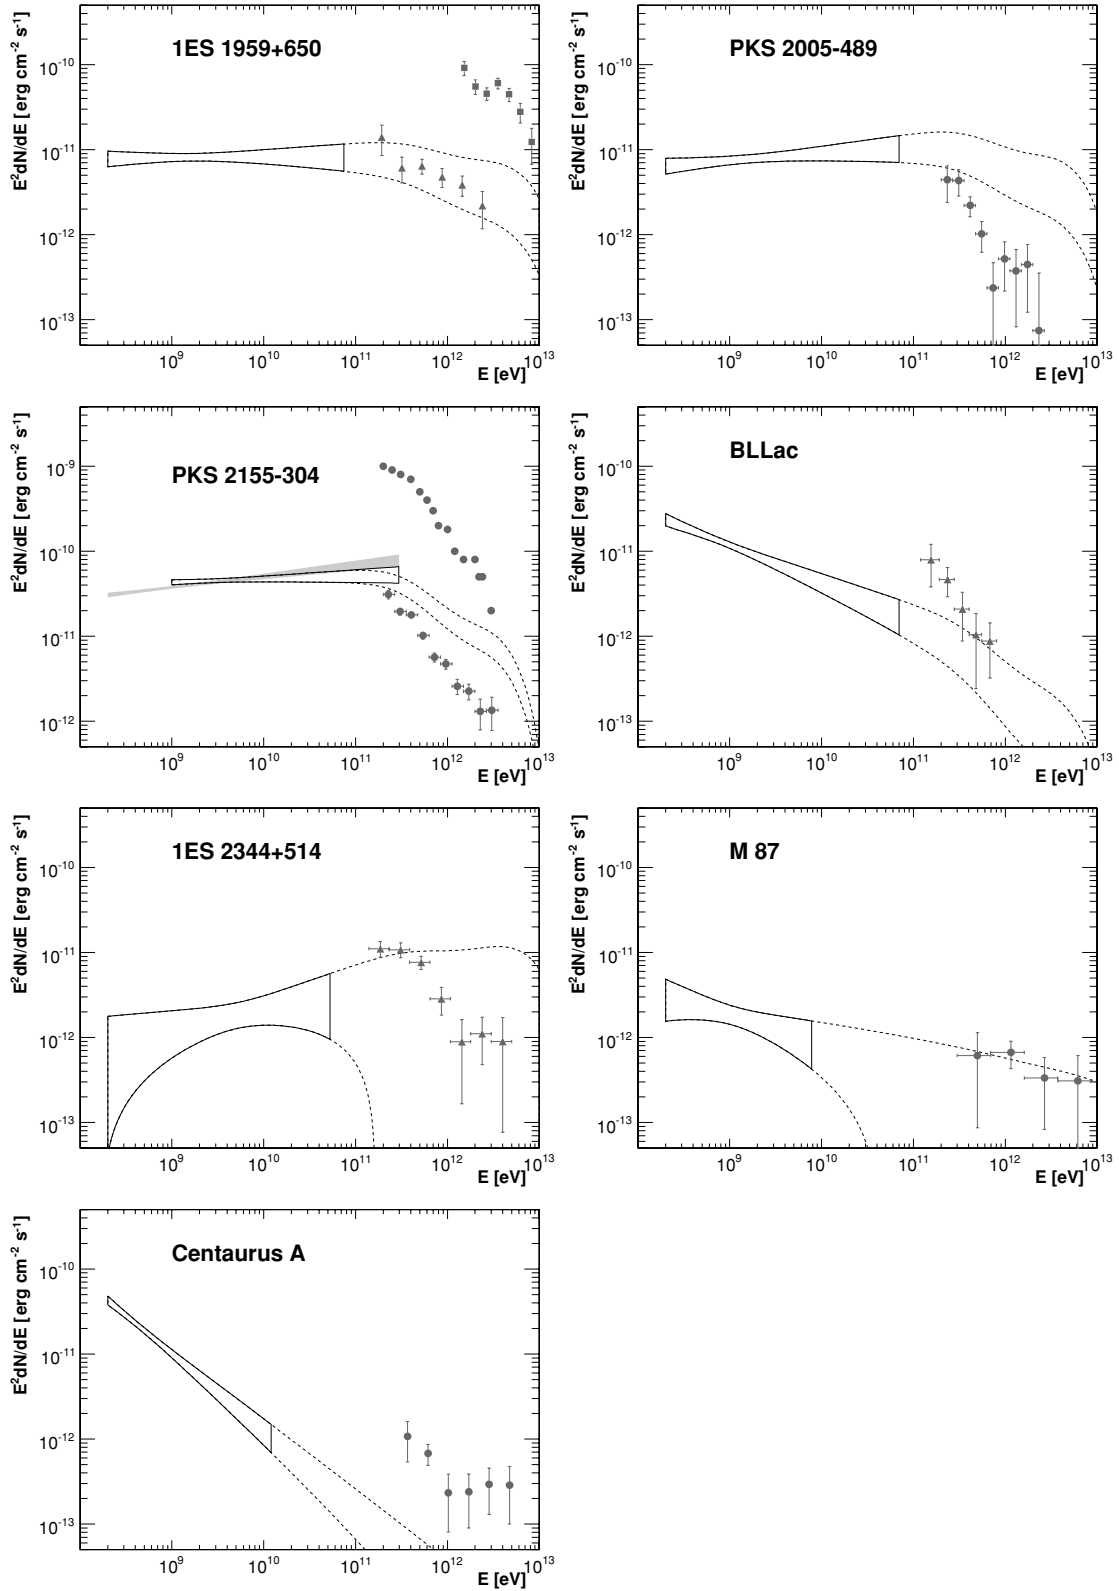 1ES 1959+650
E²dN/dE [erg cm⁻² s⁻¹]
10⁻¹⁰
10⁻¹¹
10⁻¹²
10⁻¹³
10⁹ 10¹⁰ 10¹¹ 10¹² 10¹³
E [eV]
PKS 2005-489
E²dN/dE [erg cm⁻² s⁻¹]
10⁻¹⁰
10⁻¹¹
10⁻¹²
10⁻¹³
10⁹ 10¹⁰ 10¹¹ 10¹² 10¹³
E [eV]
PKS 2155-304
E²dN/dE [erg cm⁻² s⁻¹]
10⁻⁹
10⁻¹⁰
10⁻¹¹
10⁻¹²
10⁹ 10¹⁰ 10¹¹ 10¹² 10¹³
E [eV]
BLLac
E²dN/dE [erg cm⁻² s⁻¹]
10⁻¹⁰
10⁻¹¹
10⁻¹²
10⁻¹³
10⁹ 10¹⁰ 10¹¹ 10¹² 10¹³
E [eV]
1ES 2344+514
E²dN/dE [erg cm⁻² s⁻¹]
10⁻¹⁰
10⁻¹¹
10⁻¹²
10⁻¹³
10⁹ 10¹⁰ 10¹¹ 10¹² 10¹³
E [eV]
M 87
E²dN/dE [erg cm⁻² s⁻¹]
10⁻¹⁰
10⁻¹¹
10⁻¹²
10⁻¹³
10⁹ 10¹⁰ 10¹¹ 10¹² 10¹³
E [eV]
Centaurus A
E²dN/dE [erg cm⁻² s⁻¹]
10⁻¹⁰
10⁻¹¹
10⁻¹²
10⁻¹³
10⁹ 10¹⁰ 10¹¹ 10¹² 10¹³
E [eV]